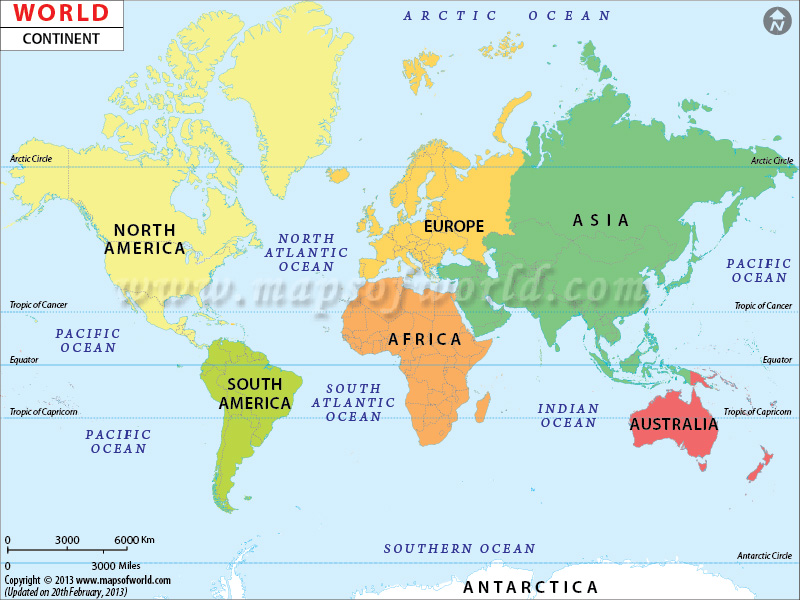 WORLD
CONTINENT
ARCTIC OCEAN
N
Arctic Circle
Arctic Circle
NORTH
AMERICA
EUROPE
ASIA
NORTH
ATLANTIC
OCEAN
PACIFIC
OCEAN
www.mapsofworld.com
Tropic of Cancer
Tropic of Cancer
PACIFIC
OCEAN
AFRICA
Equator
Equator
SOUTH
AMERICA
SOUTH
ATLANTIC
OCEAN
INDIAN
OCEAN
Tropic of Capricorn
Tropic of Capricorn
AUSTRALIA
PACIFIC
OCEAN
0 3000 6000 Km
0 3000 Miles
SOUTHERN OCEAN
Antarctic Circle
Copyright © 2013 www.mapsofworld.com
(Updated on 20th February, 2013)
ANTARCTICA